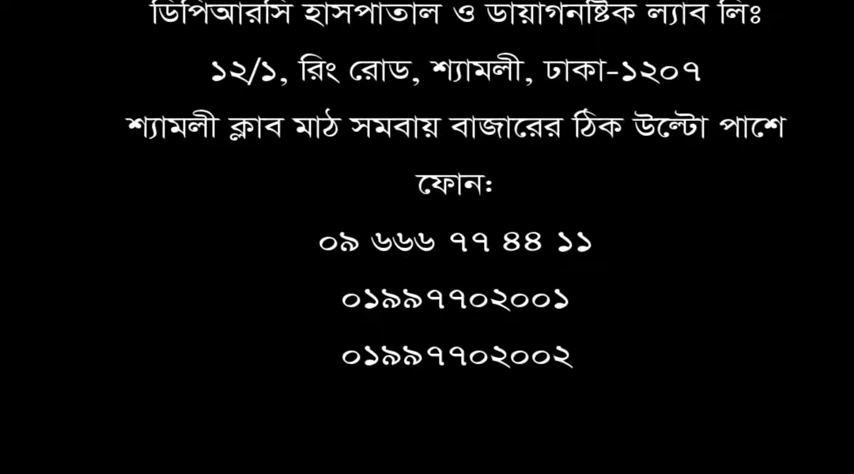 ডিপিআরসি হাসপাতাল ও ডায়াগনষ্টিক ল্যাব লিঃ
১২/১, রিং রোড, শ্যামলী, ঢাকা-১২০৭
শ্যামলী ক্লাব মাঠ সমবায় বাজারের ঠিক উল্টো পাশে
ফোন:
০৯ ৬৬৬ ৭৭ ৪৪ ১১
০১৯৯৭৭০২০০১
০১৯৯৭৭০২০০২